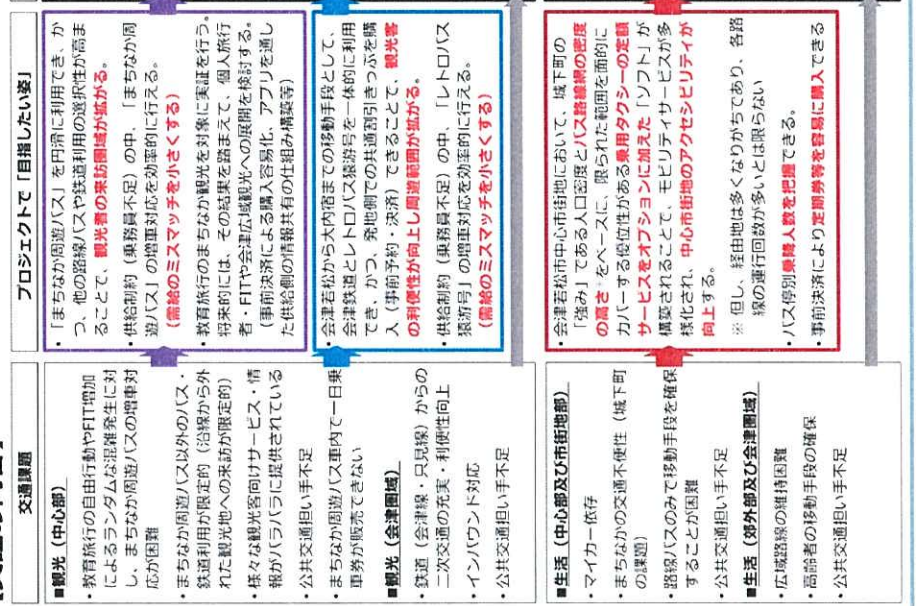 交通課題
■観光（中心部）
・教育旅行の自由行動やFIT増加
によるランダムな混雑発生に対
し、まちなか周遊バスの増車対
応が困難
・まちなか周遊バス以外のバス・
鉄道利用が限定的（沿線から外
れた観光地への来訪が限定的）
・様々な観光客向けサービス・情
報がバラバラに提供されている
・公共交通担い手不足
・まちなか周遊バス車内で一日乗
車券が販売できない
■観光（会津圏域）
・鉄道（会津線・只見線）からの
二次交通の充実・利便性向上
・インバウンド対応
・公共交通担い手不足
■生活（中心部及び市街地部）
・マイカー依存
・まちなかの交通不便性（城下町
の課題）
・路線バスのみで移動手段を確保
することが困難
・公共交通担い手不足
■生活（郊外部及び会津圏域）
・広域路線の維持困難
・高齢者の移動手段の確保
・公共交通担い手不足
プロジェクトで「目指したい姿」
・「まちなか周遊バス」を円滑に利用でき、か
つ、他の路線バスや鉄道利用の選択性が高ま
ることで、観光者の来訪圏域が拡がる。
・供給制約（乗務員不足）の中、「まちなか周
遊バス」の増車対応を効率的に行える。
（需給のミスマッチを小さくする）
・教育旅行のまちなか観光を対象に実証を行う。
将来的には、その結果を踏まえて、個人旅行
者・FITや会津広域観光への展開を検討する。
（事前決済による購入容易化、アプリを通し
た供給側の情報共有の仕組み構築等）
・会津若松から大内宿までの移動手段として、
会津鉄道とレトロバス猿游号を一体的に利用
でき、かつ、発地側での共通割引きっぷを購
入（事前予約・決済）できることで、観光客
の利便性が向上し周遊範囲が拡がる。
・供給制約（乗務員不足）の中、「レトロバス
猿游号」の増車対応を効率的に行える。
（需給のミスマッチを小さくする）
・会津若松市中心市街地において、城下町の
「強み」である人口密度とバス路線網の密度
の高さ※をベースに、限られた範囲を面的に
カバーする優位性がある乗用タクシーの定額
サービスをオプションに加えた「ソフト」が
構築されることで、モビリティサービスが多
様化され、中心市街地のアクセシビリティが
向上する。
※ 但し、経由地は多くなりがちであり、各路
線の運行回数が多いとは限らない
・バス停別乗降人数を把握できる。
・事前決済により定期券等を容易に購入できる